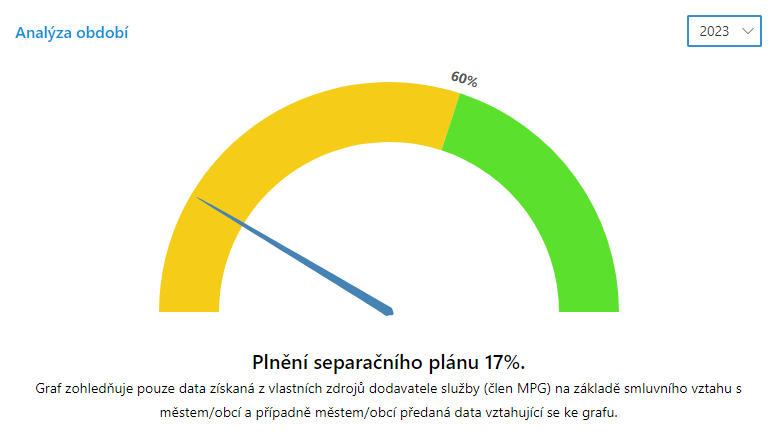 Analýza období
2023
60%
Plnění separačního plánu 17%.
Graf zohledňuje pouze data získaná z vlastních zdrojů dodavatele služby (člen MPG) na základě smluvního vztahu s
městem/obcí a případně městem/obcí předaná data vztahující se ke grafu.